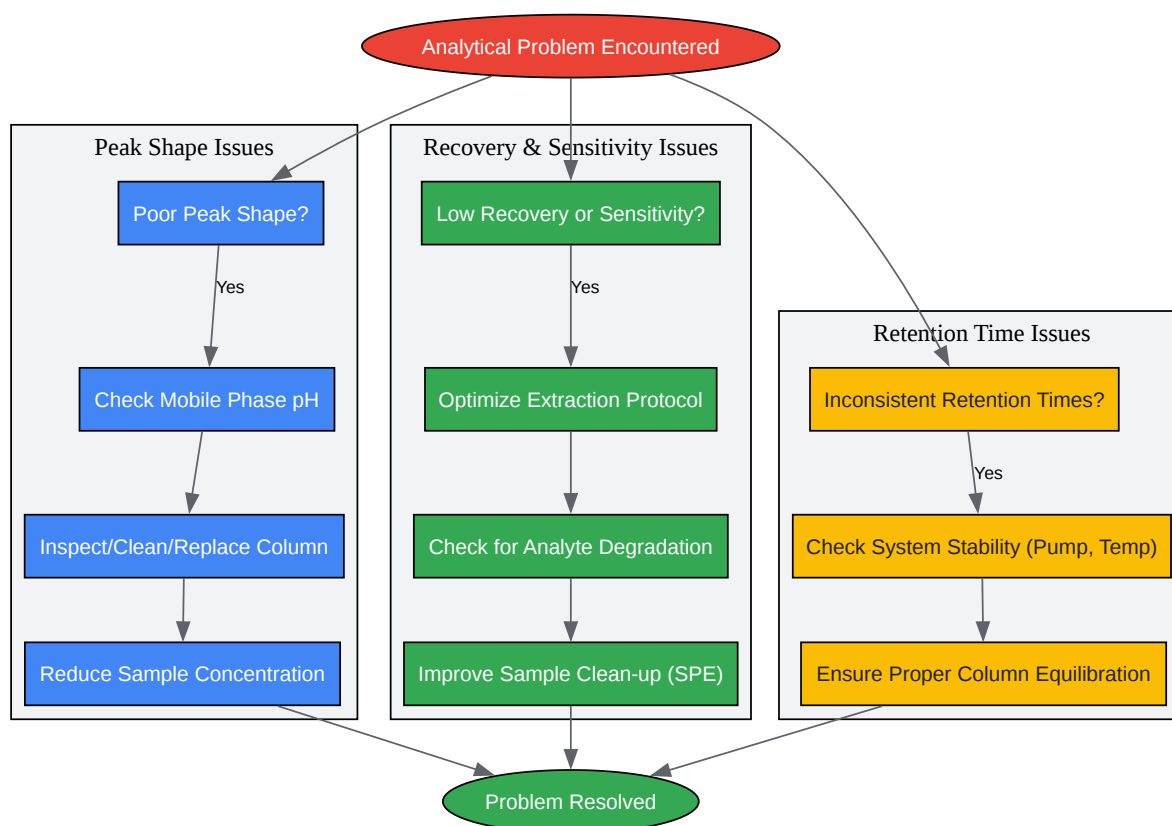 Analytical Problem Encountered
Peak Shape Issues
Poor Peak Shape?
Yes
Check Mobile Phase pH
Inspect/Clean/Replace Column
Reduce Sample Concentration
Recovery & Sensitivity Issues
Low Recovery or Sensitivity?
Yes
Optimize Extraction Protocol
Check for Analyte Degradation
Improve Sample Clean-up (SPE)
Retention Time Issues
Inconsistent Retention Times?
Yes
Check System Stability (Pump, Temp)
Ensure Proper Column Equilibration
Problem Resolved